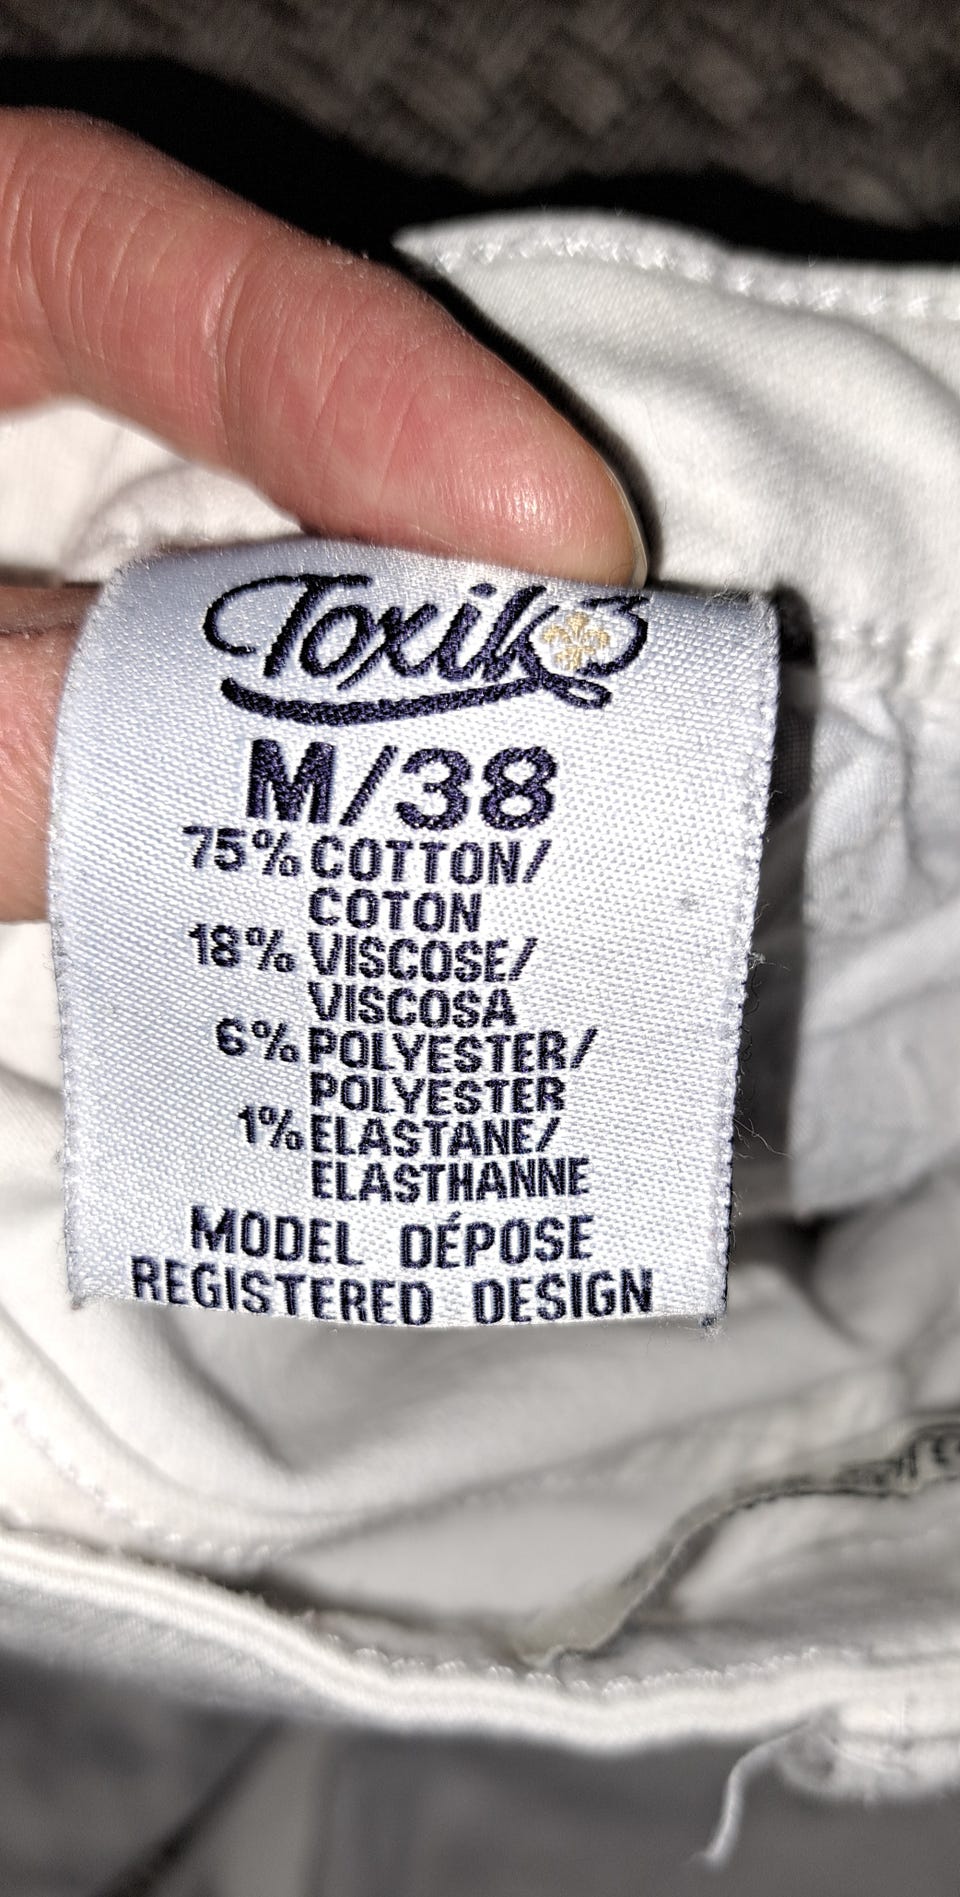 Toxik3
M/38
75% COTTON/
COTON
18% VISCOSE/
VISCOSA
6% POLYESTER/
POLYESTER
1% ELASTANE/
ELASTHANNE
MODEL DÉPOSE
REGISTERED DESIGN